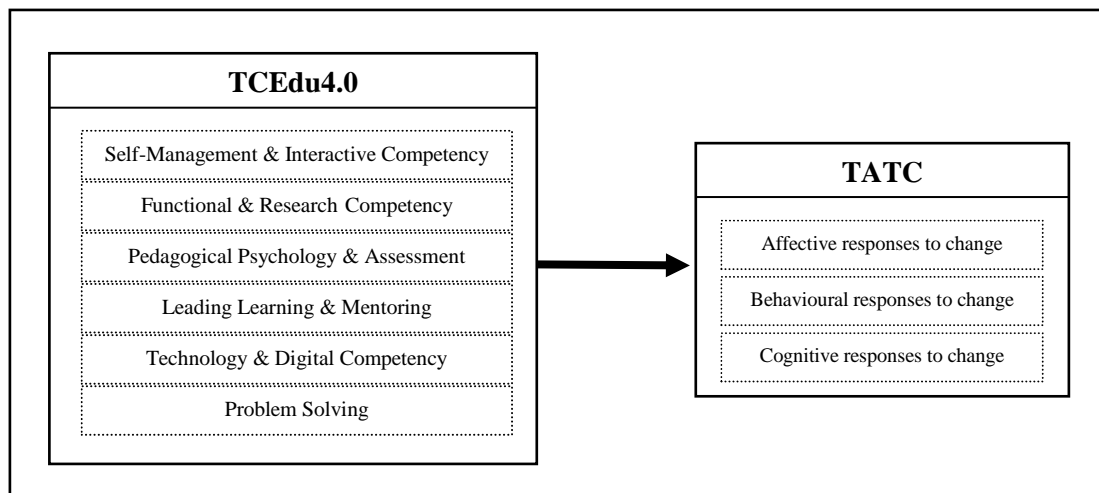 TCEdu4.0
Self-Management & Interactive Competency
Functional & Research Competency
Pedagogical Psychology & Assessment
Leading Learning & Mentoring
Technology & Digital Competency
Problem Solving
TATC
Affective responses to change
Behavioural responses to change
Cognitive responses to change